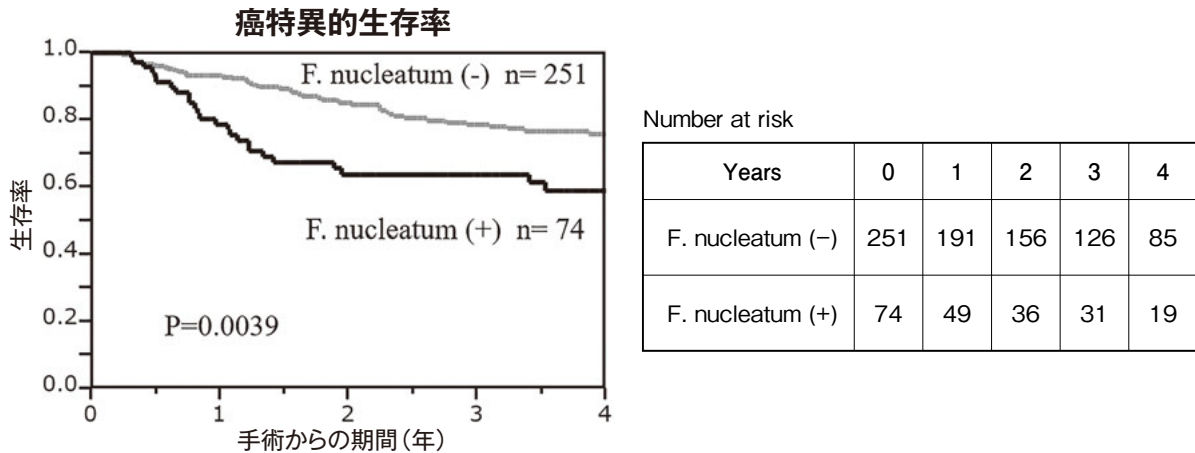 癌特異的生存率
1.0
0.8
0.6
0.4
0.2
0.0
生存率
F. nucleatum (-) n= 251
F. nucleatum (+) n= 74
P=0.0039
0 1 2 3 4
手術からの期間(年)
Number at risk
Years 0 1 2 3 4
F. nucleatum (−) 251 191 156 126 85
F. nucleatum (+) 74 49 36 31 19